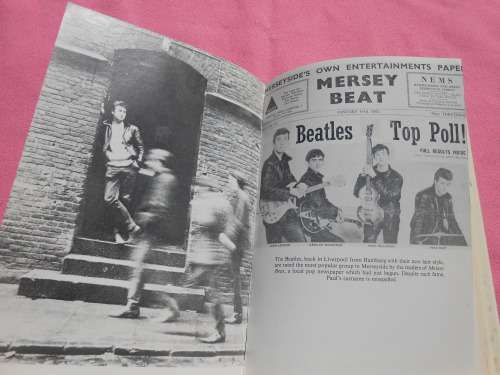 MERSEYSIDE'S OWN ENTERTAINMENTS PAPER
MERSEY
BEAT
NEMS
Beatles Top Poll!
FULL RESULTS INSIDE
The Beatles, back in Liverpool from Hamburg with their new hair style,
are voted the most popular group in Merseyside by the readers of Mersey
Beat, a local pop newspaper which had just begun. Despite such fame,
Paul's surname is misspelled.